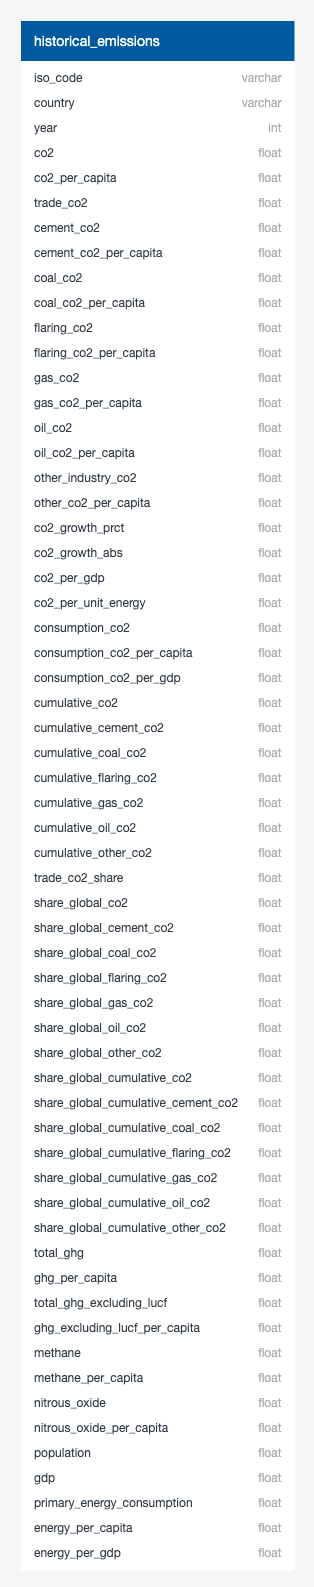 historical_emissions
iso_code varchar
country varchar
year int
co2 float
co2_per_capita float
trade_co2 float
cement_co2 float
cement_co2_per_capita float
coal_co2 float
coal_co2_per_capita float
flaring_co2 float
flaring_co2_per_capita float
gas_co2 float
gas_co2_per_capita float
oil_co2 float
oil_co2_per_capita float
other_industry_co2 float
other_co2_per_capita float
co2_growth_prct float
co2_growth_abs float
co2_per_gdp float
co2_per_unit_energy float
consumption_co2 float
consumption_co2_per_capita float
consumption_co2_per_gdp float
cumulative_co2 float
cumulative_cement_co2 float
cumulative_coal_co2 float
cumulative_flaring_co2 float
cumulative_gas_co2 float
cumulative_oil_co2 float
cumulative_other_co2 float
trade_co2_share float
share_global_co2 float
share_global_cement_co2 float
share_global_coal_co2 float
share_global_flaring_co2 float
share_global_gas_co2 float
share_global_oil_co2 float
share_global_other_co2 float
share_global_cumulative_co2 float
share_global_cumulative_cement_co2 float
share_global_cumulative_coal_co2 float
share_global_cumulative_flaring_co2 float
share_global_cumulative_gas_co2 float
share_global_cumulative_oil_co2 float
share_global_cumulative_other_co2 float
total_ghg float
ghg_per_capita float
total_ghg_excluding_lucf float
ghg_excluding_lucf_per_capita float
methane float
methane_per_capita float
nitrous_oxide float
nitrous_oxide_per_capita float
population float
gdp float
primary_energy_consumption float
energy_per_capita float
energy_per_gdp float